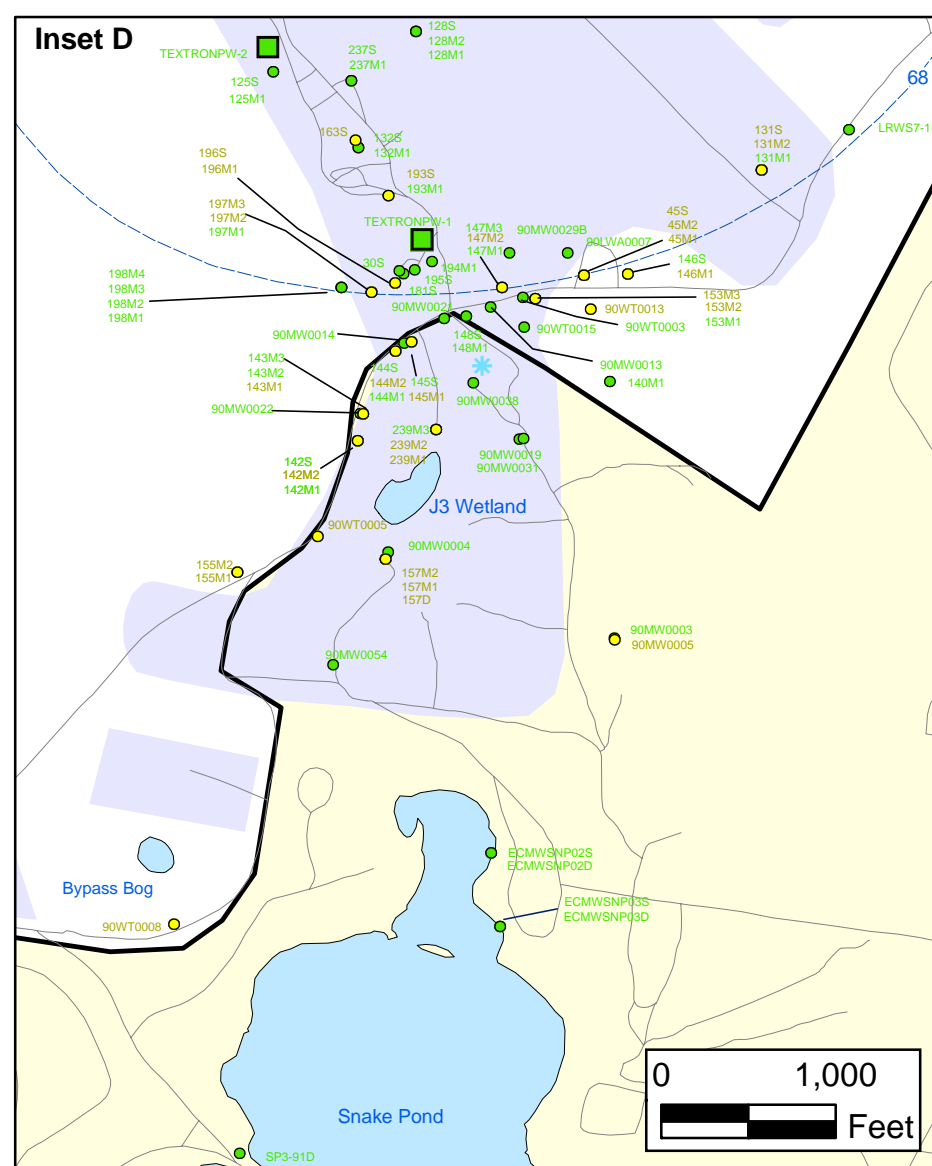 Inset D
TEXTRONPW-2
125S
125M1
237S
237M1
128S
128M2
128M1
68
LRWS7-1
163S
132S
132M1
131S
131M2
131M1
196S
196M1
193S
193M1
197M3
197M2
197M1
TEXTRONPW-1
147M3
147M2
147M1
90MW0029B
90LWA0007
45S
45M2
45M1
146S
146M1
198M4
198M3
198M2
198M1
30S
194M1
195S
181S
90MW0021
153M3
153M2
153M1
90WT0013
90WT0003
90WT0015
90MW0014
148S
148M1
90MW0013
140M1
143M3
143M2
143M1
144S
144M2
144M1
145S
145M1
90MW0038
90MW0022
239M3
239M2
239M1
90MW0019
90MW0031
142S
142M2
142M1
J3 Wetland
90WT0005
90MW0004
155M2
155M1
157M2
157M1
157D
90MW0003
90MW0005
90MW0054
ECMWSNP02S
ECMWSNP02D
Bypass Bog
ECMWSNP03S
ECMWSNP03D
90WT0008
0 1,000
Feet
Snake Pond
SP3-91D